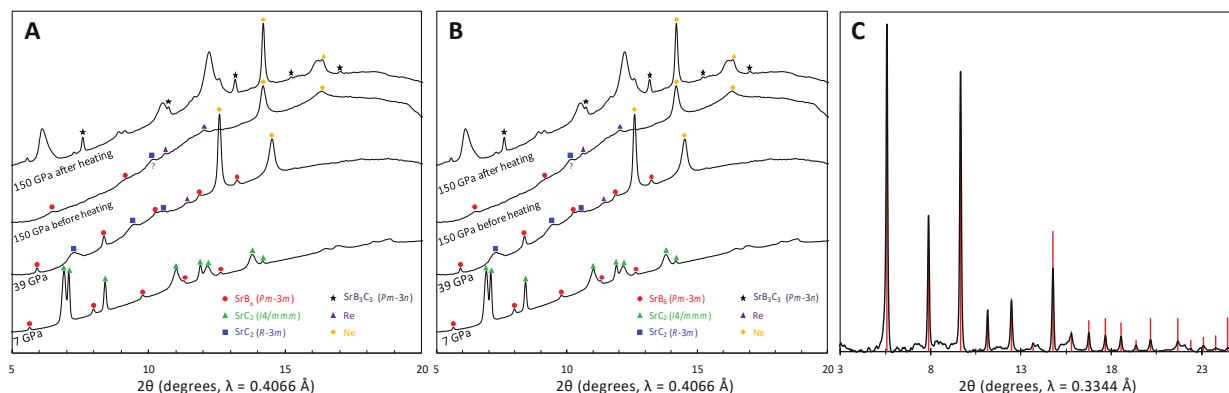 A
150 GPa after heating
?
150 GPa before heating
39 GPa
7 GPa
SrB₆ (Pm-3m)
SrC₂ (I4/mmm)
SrC₂ (R-3m)
SrB₃C₃ (Pm-3n)
Re
Ne
5 10 15 20
2θ (degrees, λ = 0.4066 Å)
B
150 GPa after heating
?
150 GPa before heating
39 GPa
7 GPa
SrB₆ (Pm-3m)
SrC₂ (I4/mmm)
SrC₂ (R-3m)
SrB₃C₃ (Pm-3n)
Re
Ne
5 10 15 20
2θ (degrees, λ = 0.4066 Å)
C
3 8 13 18 23
2θ (degrees, λ = 0.3344 Å)